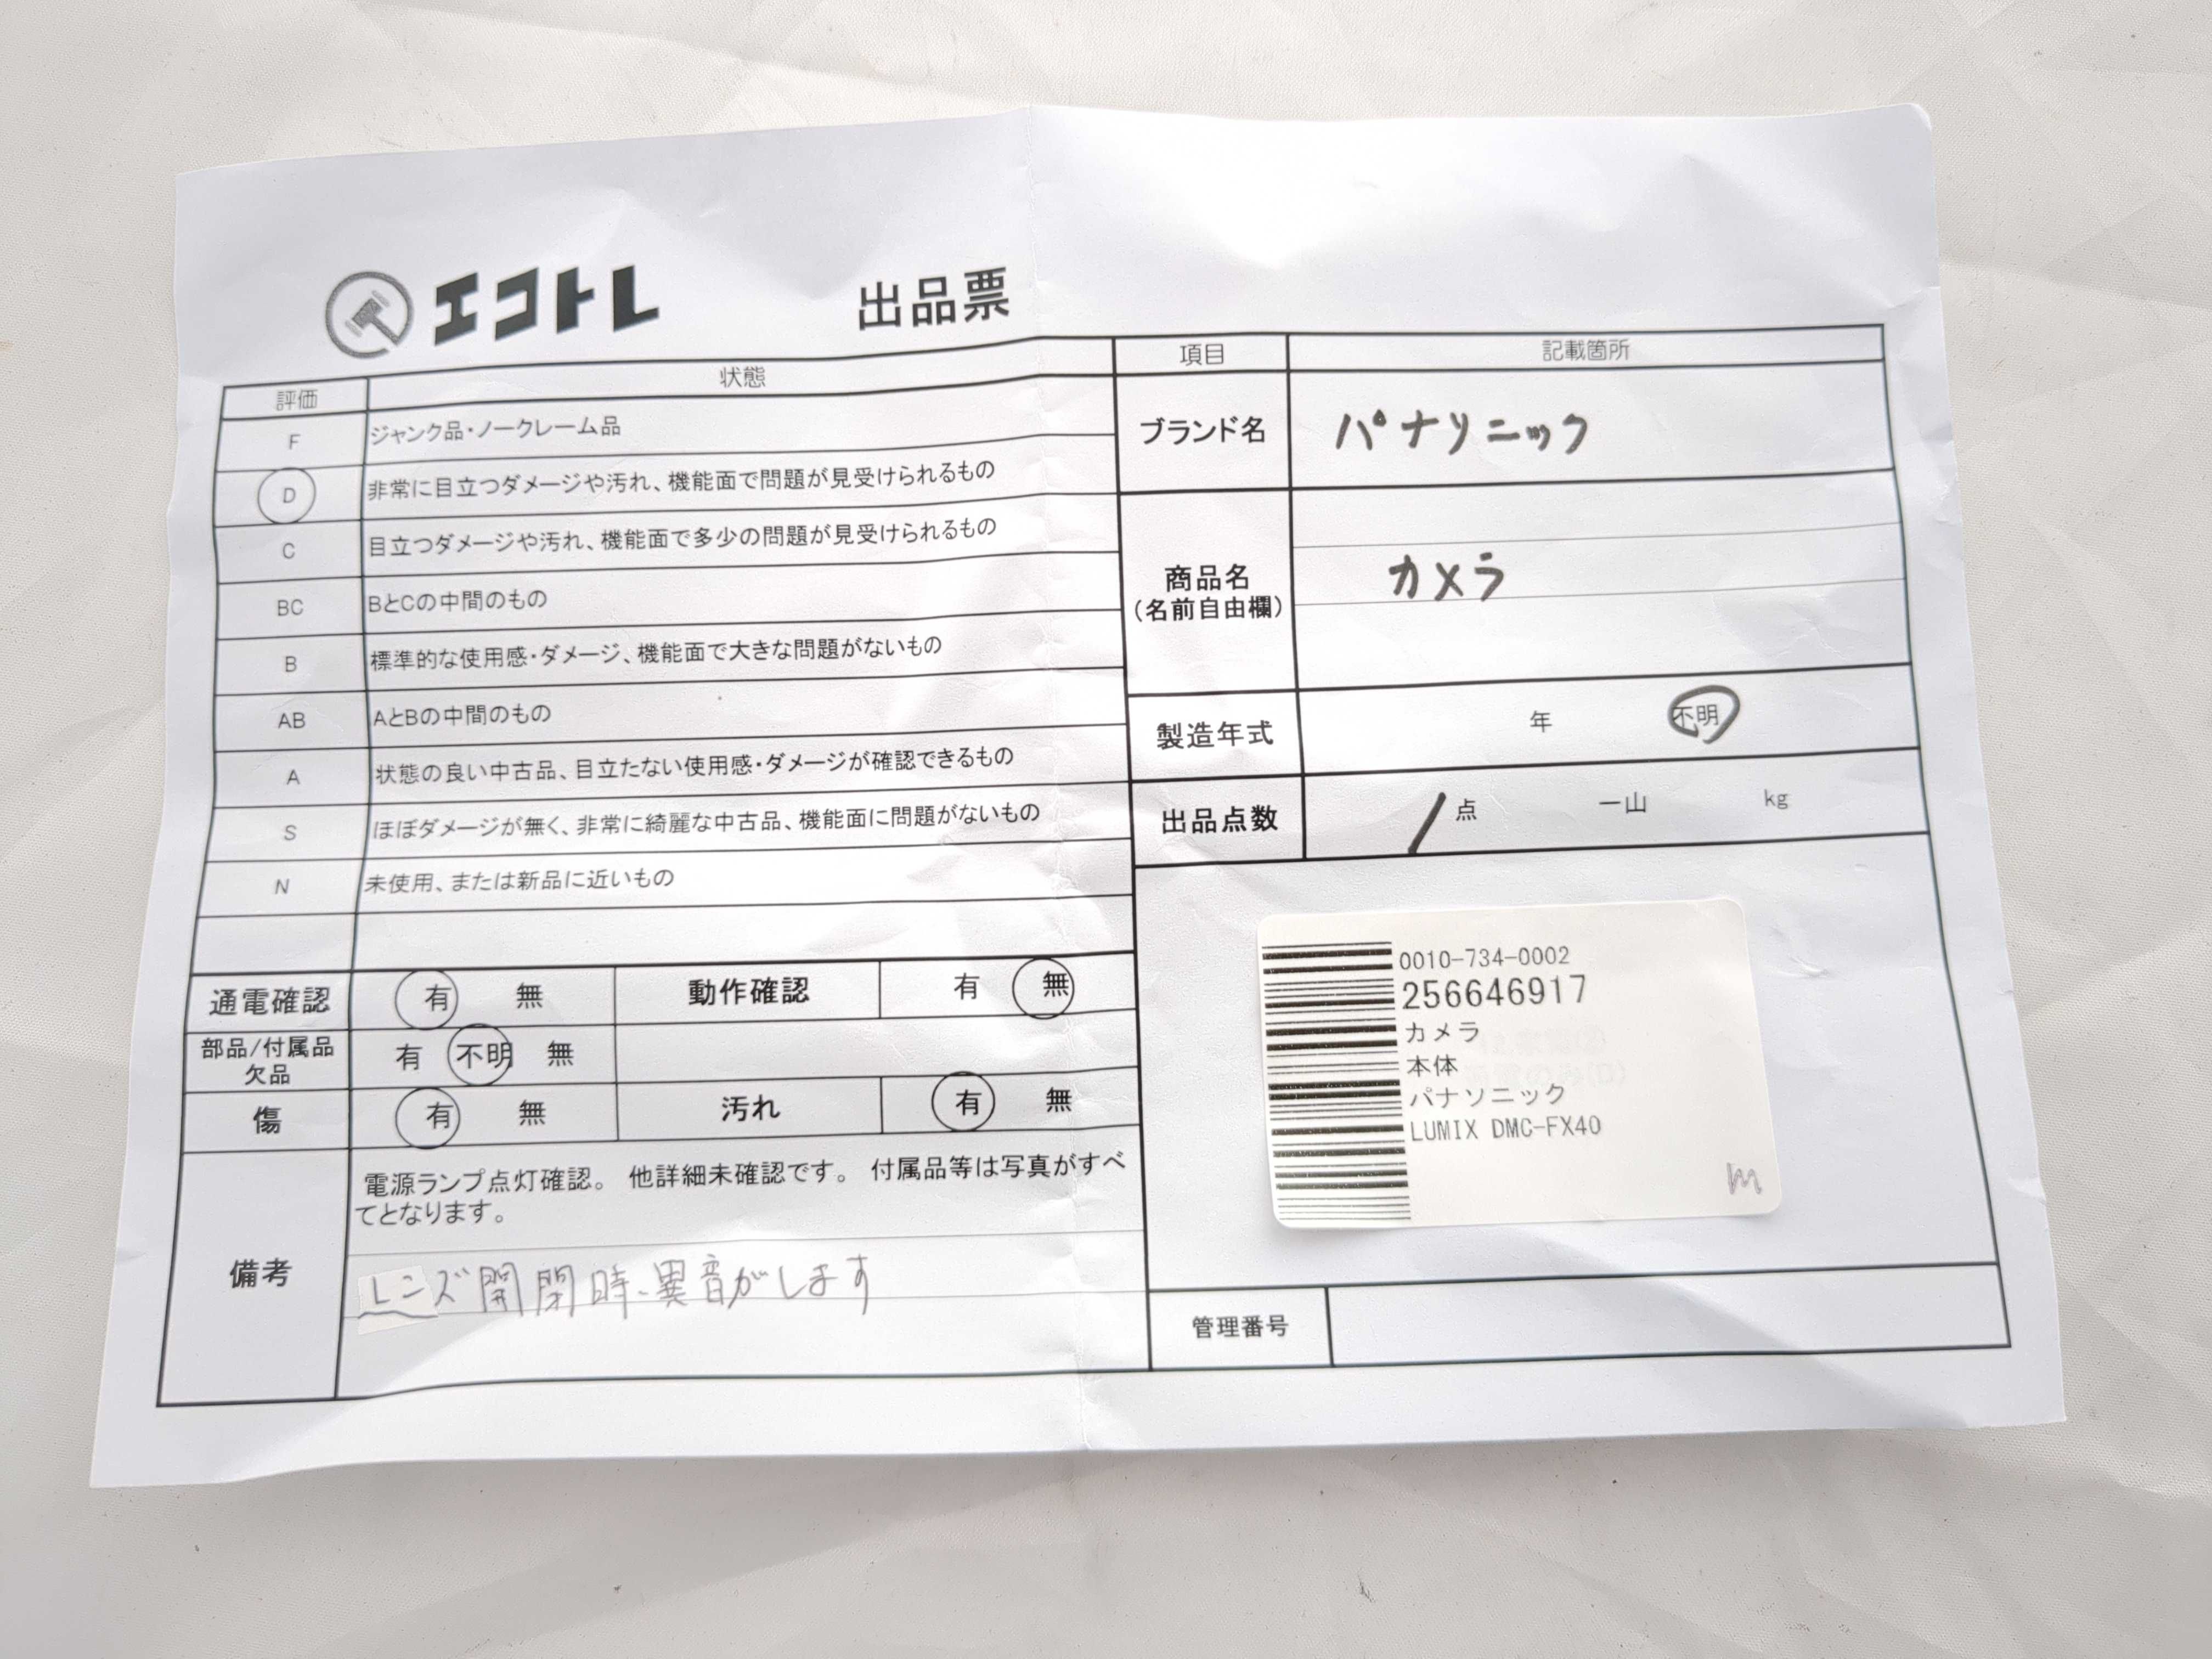 エコトレ
出品票
評価 状態
F ジャンク品・ノークレーム品
D 非常に目立つダメージや汚れ、機能面で問題が見受けられるもの
C 目立つダメージや汚れ、機能面で多少の問題が見受けられるもの
BC BとCの中間のもの
B 標準的な使用感・ダメージ、機能面で大きな問題がないもの
AB AとBの中間のもの
A 状態の良い中古品、目立たない使用感・ダメージが確認できるもの
S ほぼダメージが無く、非常に綺麗な中古品、機能面に問題がないもの
N 未使用、または新品に近いもの
通電確認 有 無 動作確認 有 無
部品/付属品
欠品
有 不明 無
傷 有 無 汚れ 有 無
備考
電源ランプ点灯確認。 他詳細未確認です。 付属品等は写真がすべ
てとなります。
レンズ開閉時、異音がします
項目 記載箇所
ブランド名 パナソニック
商品名
(名前自由欄)
カメラ
製造年式 年 不明
出品点数 1 点 一山 kg
0010-734-0002
256646917
カメラ
本体
パナソニック
LUMIX DMC-FX40
m
管理番号